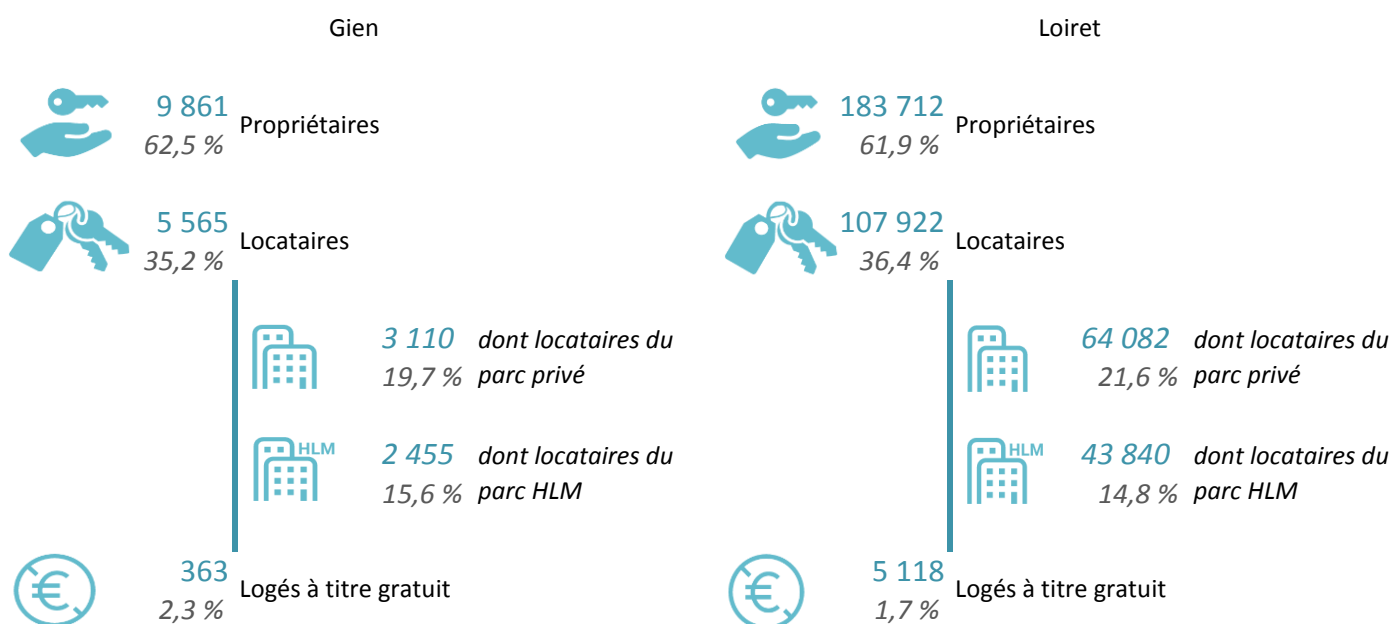 Gien
9 861
62,5 %
Propriétaires
5 565
35,2 %
Locataires
3 110
19,7 %
dont locataires du
parc privé
HLM
2 455
15,6 %
dont locataires du
parc HLM
363
2,3 %
Logés à titre gratuit
Loiret
183 712
61,9 %
Propriétaires
107 922
36,4 %
Locataires
64 082
21,6 %
dont locataires du
parc privé
HLM
43 840
14,8 %
dont locataires du
parc HLM
5 118
1,7 %
Logés à titre gratuit